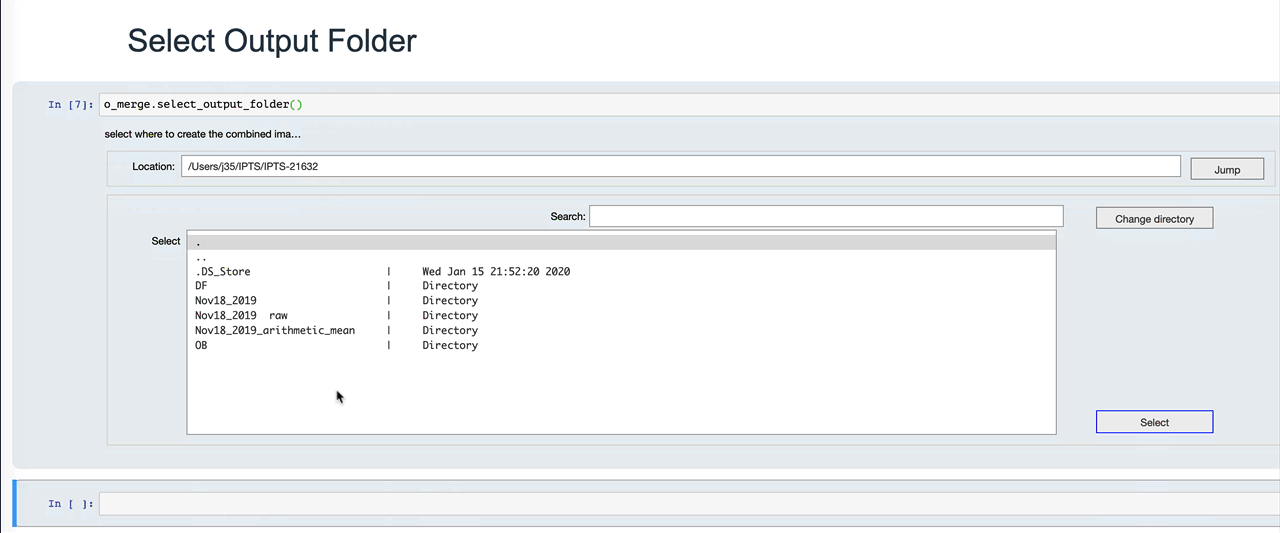 Select Output Folder
In [7]: o_merge.select_output_folder()
select where to create the combined ima…
Location: /Users/j35/IPTS/IPTS-21632 Jump
Search: Change directory
Select .
..
.DS_Store | Wed Jan 15 21:52:20 2020
DF | Directory
Nov18_2019 | Directory
Nov18_2019  raw | Directory
Nov18_2019_arithmetic_mean | Directory
OB | Directory
Select
In [ ]: